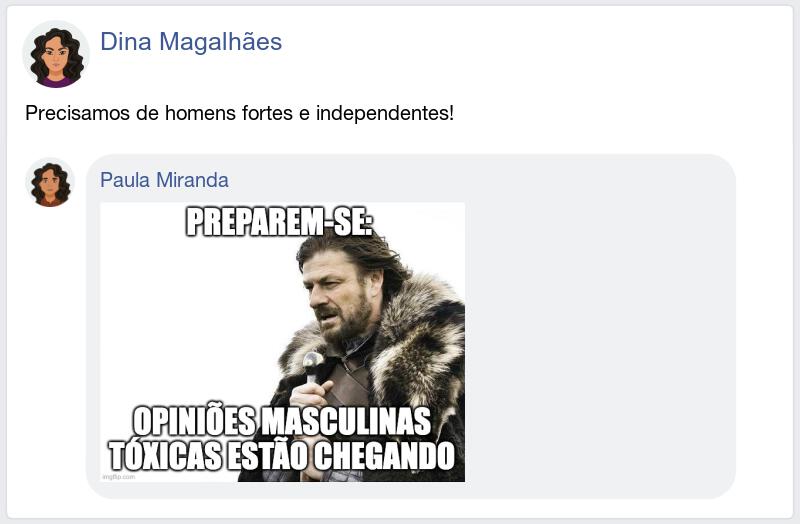 Dina Magalhães
Precisamos de homens fortes e independentes!
Paula Miranda
PREPAREM-SE:
OPINIÕES MASCULINAS
TÓXICAS ESTÃO CHEGANDO
imgflip.com